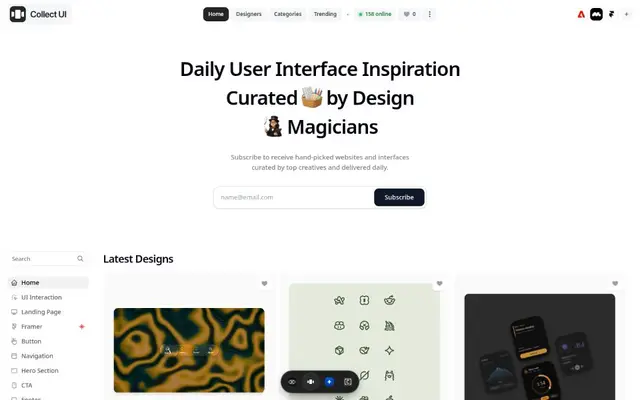 Collect UI
Home
Designers
Categories
Trending
158 online
0
Daily User Interface Inspiration
Curated by Design
Magicians
Subscribe to receive hand-picked websites and interfaces
curated by top creatives and delivered daily.
name@email.com
Subscribe
Search
Latest Designs
Home
UI Interaction
Landing Page
Framer
Button
Navigation
Hero Section
CTA
Footer